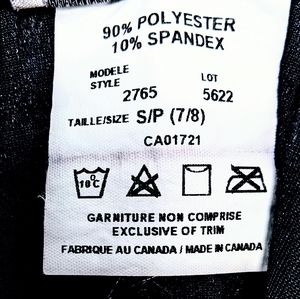 90% POLYESTER
10% SPANDEX
MODELE
STYLE 2765
LOT
5622
TAILLE/SIZE S/P (7/8)
CA01721
18°C
GARNITURE NON COMPRISE
EXCLUSIVE OF TRIM
FABRIQUE AU CANADA / MADE IN CANADA